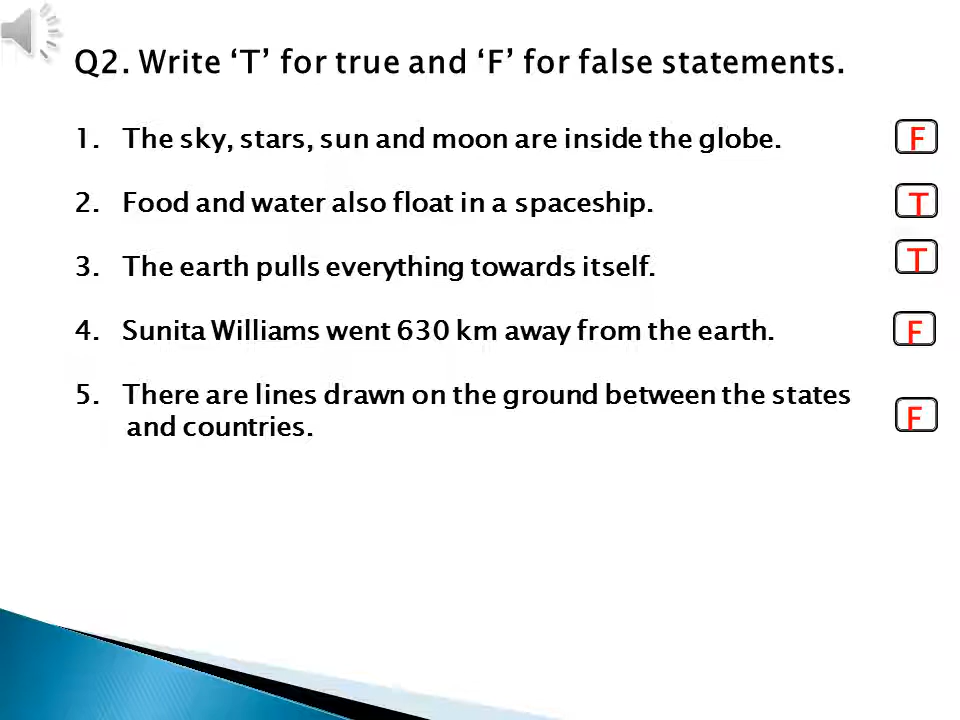 Q2. Write ‘T’ for true and ‘F’ for false statements.
1. The sky, stars, sun and moon are inside the globe. F
2. Food and water also float in a spaceship. T
3. The earth pulls everything towards itself. T
4. Sunita Williams went 630 km away from the earth. F
5. There are lines drawn on the ground between the states
and countries. F